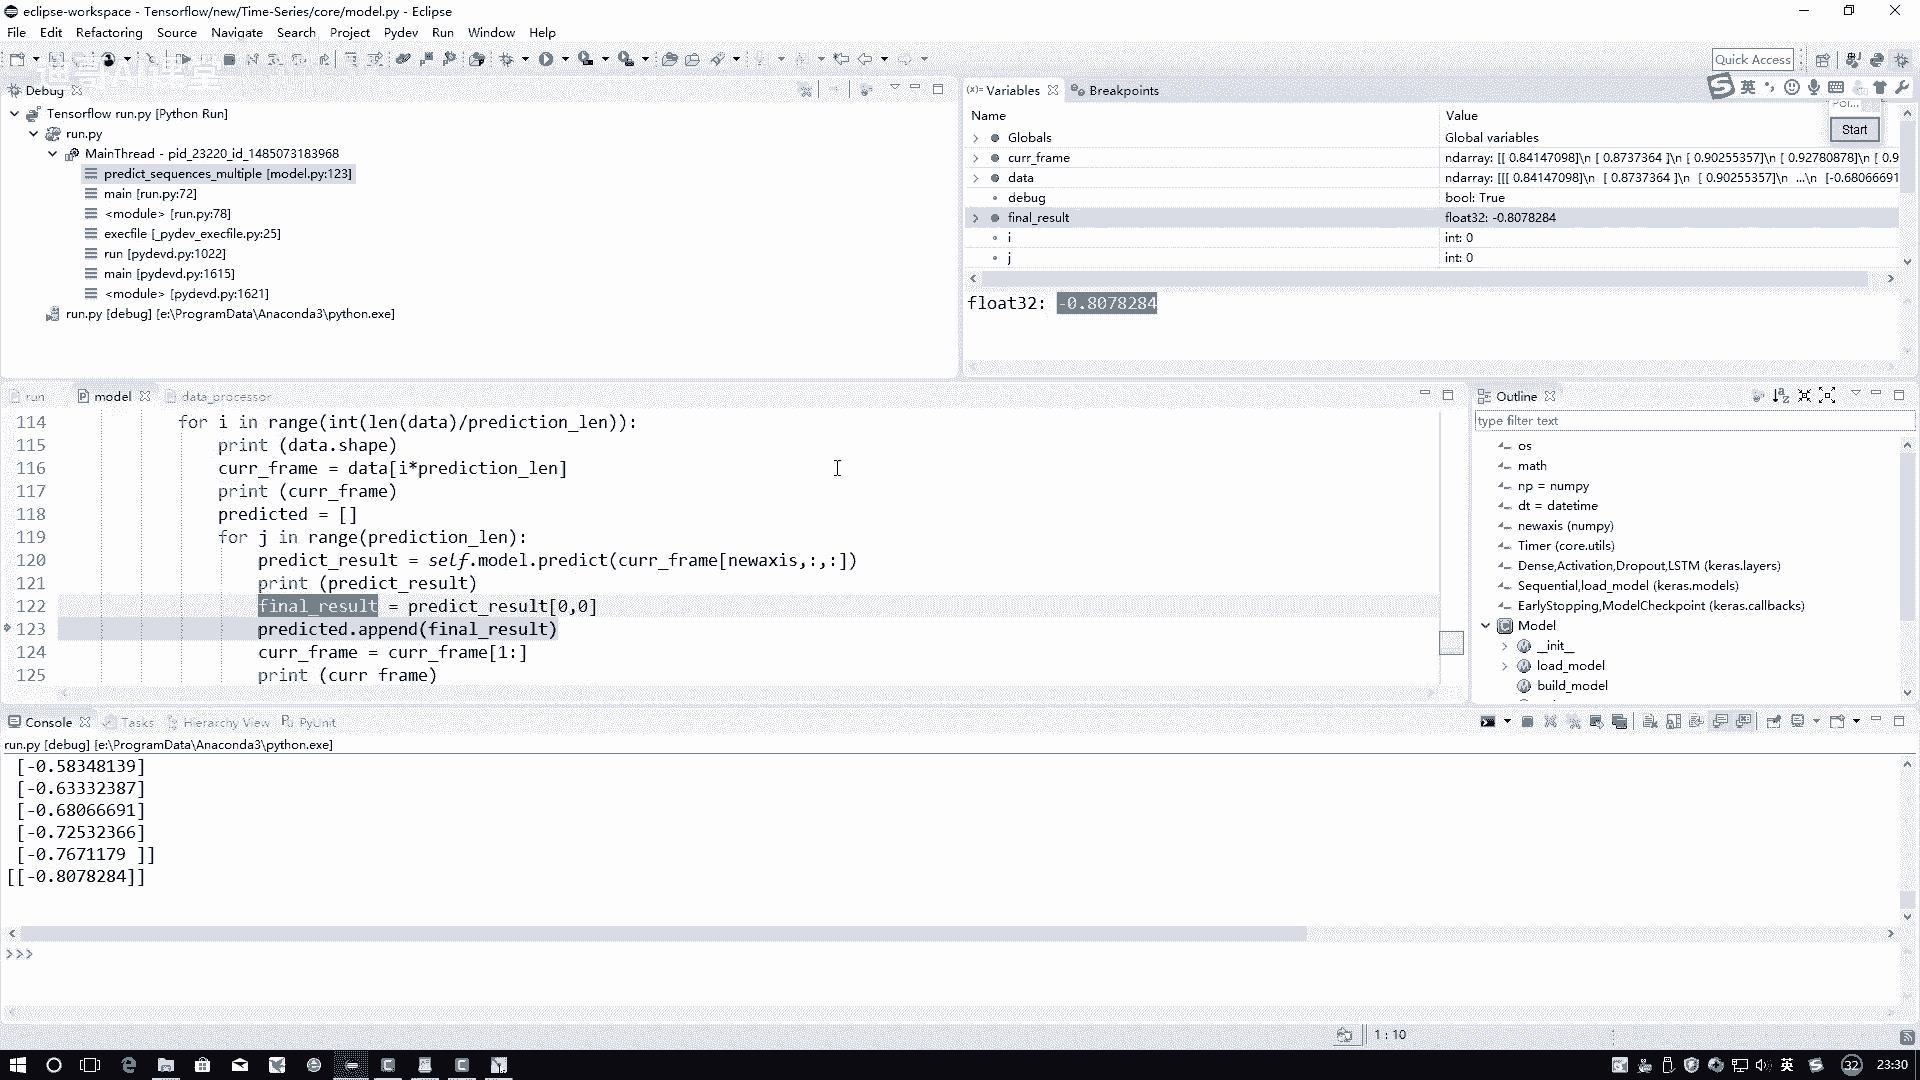 eclipse-workspace - Tensorflow/new/Time-Series/core/model.py - Eclipse
File Edit Refactoring Source Navigate Search Project Pydev Run Window Help
Quick Access
迪哥AI课堂
Debug
Tensorflow run.py [Python Run]
run.py
MainThread - pid_23220_id_1485073183968
predict_sequences_multiple [model.py:123]
main [run.py:72]
<module> [run.py:78]
execfile [_pydev_execfile.py:25]
run [pydevd.py:1022]
main [pydevd.py:1615]
<module> [pydevd.py:1621]
run.py [debug] [e:\ProgramData\Anaconda3\python.exe]
(x)= Variables Breakpoints
英
Name Value
Start
Globals Global variables
curr_frame ndarray: [[ 0.84147098]\n [ 0.8737364 ]\n [ 0.90255357]\n [ 0.92780878]\n [ 0.9
data ndarray: [[[ 0.84147098]\n [ 0.8737364 ]\n [ 0.90255357]\n ...\n [-0.68066691
debug bool: True
final_result float32: -0.8078284
i int: 0
j int: 0
float32: -0.8078284
run model data_processor
114 for i in range(int(len(data)/prediction_len)):
115 print (data.shape)
116 curr_frame = data[i*prediction_len]
117 print (curr_frame)
118 predicted = []
119 for j in range(prediction_len):
120 predict_result = self.model.predict(curr_frame[newaxis,:,:])
121 print (predict_result)
122 final_result = predict_result[0,0]
123 predicted.append(final_result)
124 curr_frame = curr_frame[1:]
125 print (curr_frame)
Outline
type filter text
os
math
np = numpy
dt = datetime
newaxis (numpy)
Timer (core.utils)
Dense,Activation,Dropout,LSTM (keras.layers)
Sequential,load_model (keras.models)
EarlyStopping,ModelCheckpoint (keras.callbacks)
Model
__init__
load_model
build_model
Console Tasks Hierarchy View PyUnit
run.py [debug] [e:\ProgramData\Anaconda3\python.exe]
[-0.58348139]
[-0.63332387]
[-0.68066691]
[-0.72532366]
[-0.7671179 ]]
[[-0.8078284]]
>>>
1 : 10
英 32 23:30